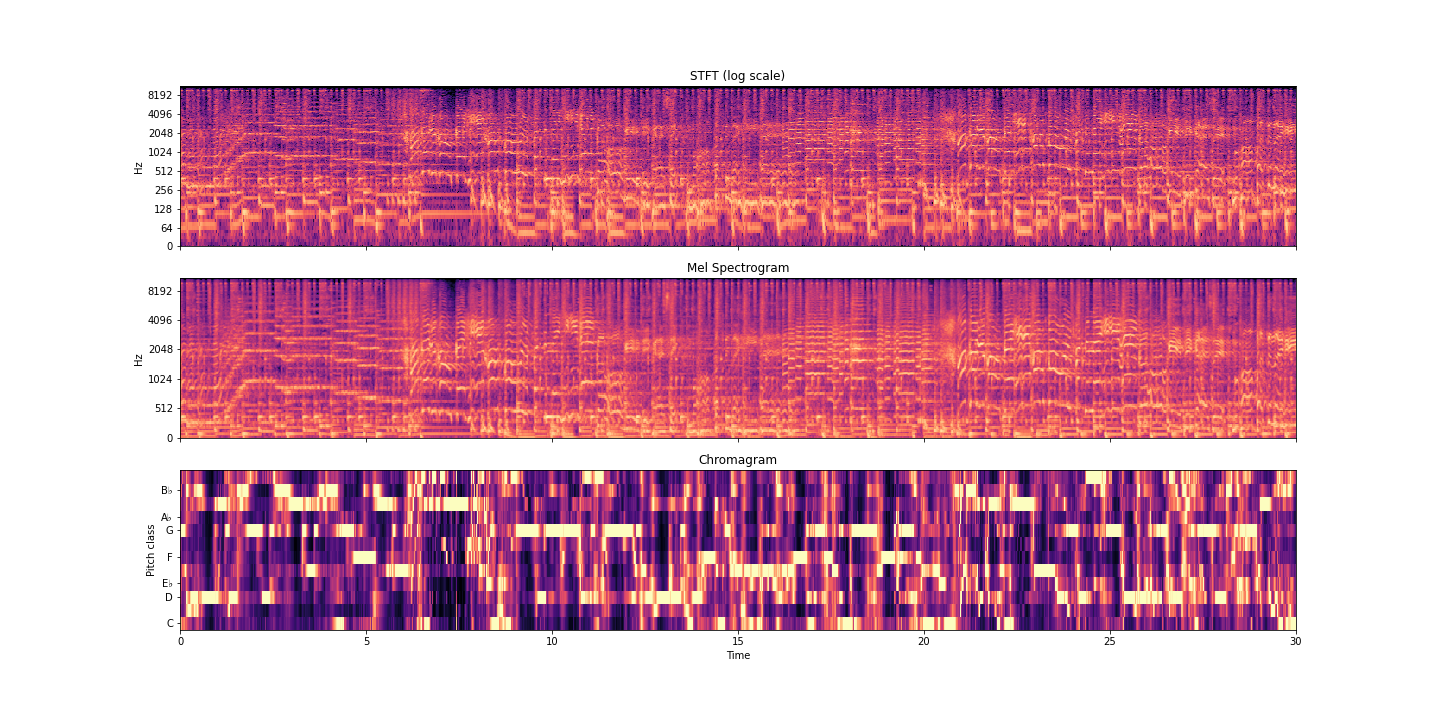 STFT (log scale)
8192
4096
2048
1024
512
256
128
64
0
Hz
Mel Spectrogram
8192
4096
2048
1024
512
0
Hz
Chromagram
B♭
A♭
G
F
E♭
D
C
Pitch class
0 5 10 15 20 25 30
Time